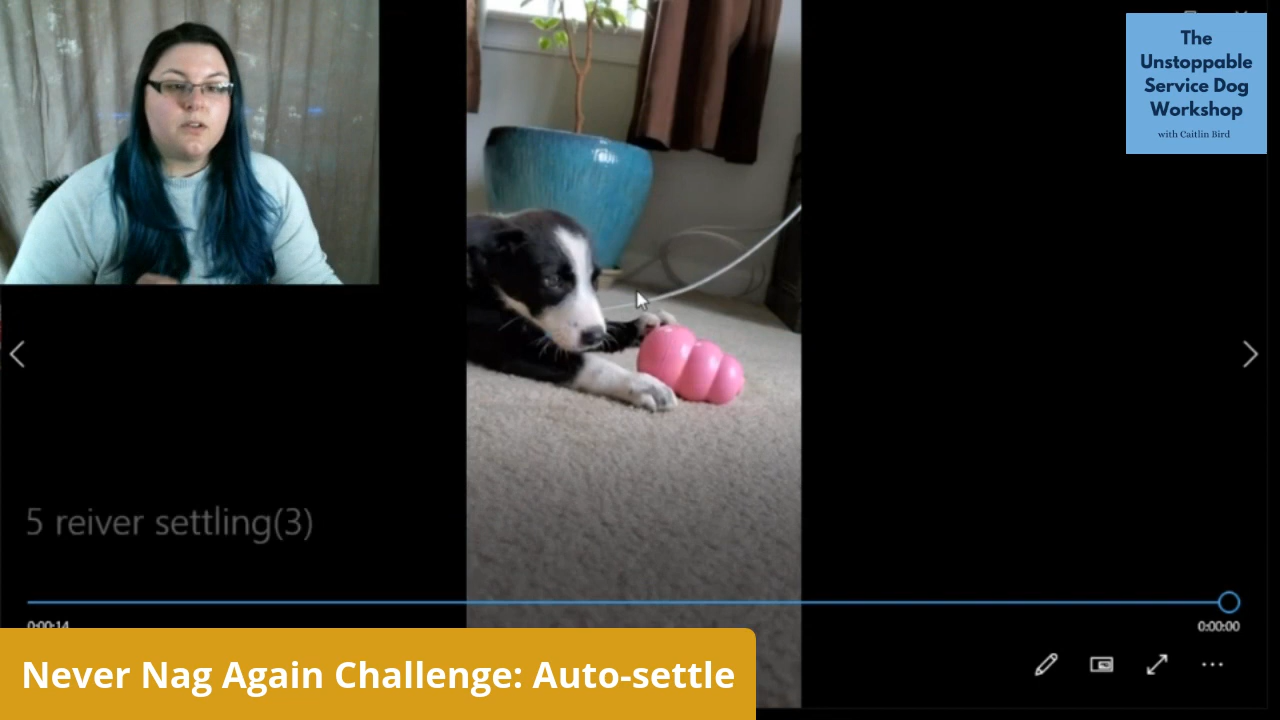 The
Unstoppable
Service Dog
Workshop
with Caitlin Bird
5 reiver settling(3)
0:00:14
0:00:00
Never Nag Again Challenge: Auto-settle